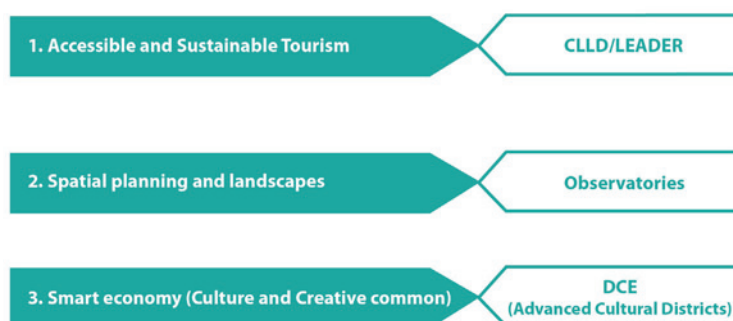 1. Accessible and Sustainable Tourism
CLLD/LEADER
2. Spatial planning and landscapes
Observatories
3. Smart economy (Culture and Creative common)
DCE
(Advanced Cultural Districts)